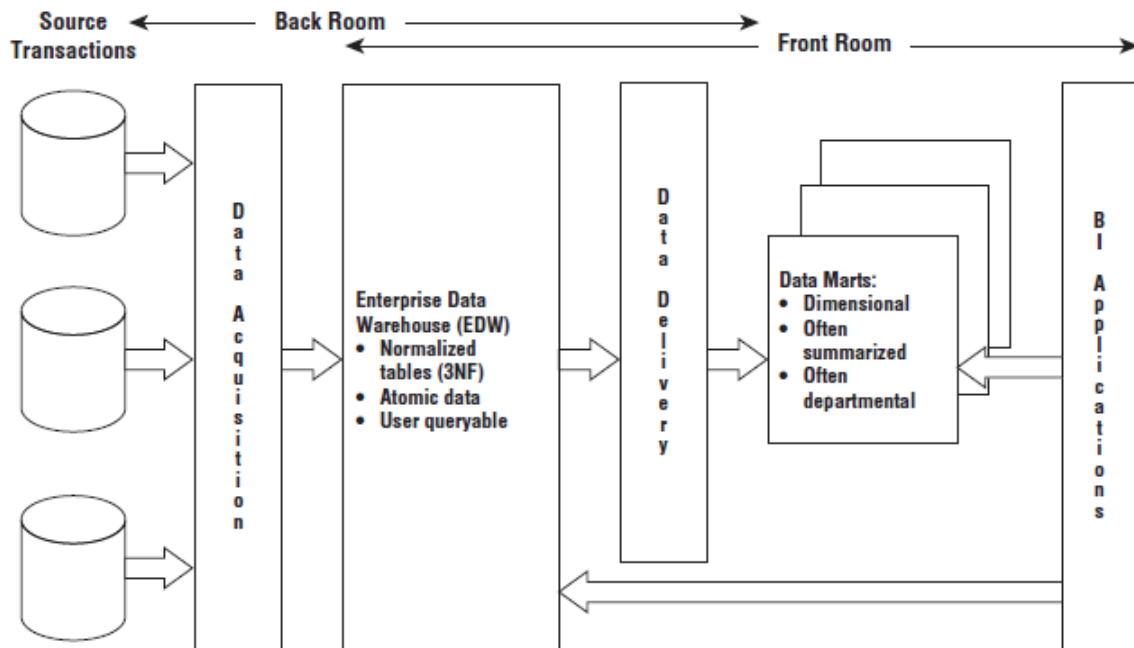 Source
Transactions
Back Room
Front Room
Data Acquisition
Enterprise Data
Warehouse (EDW)
• Normalized
tables (3NF)
• Atomic data
• User queryable
Data Delivery
Data Marts:
• Dimensional
• Often
summarized
• Often
departmental
BI Applications